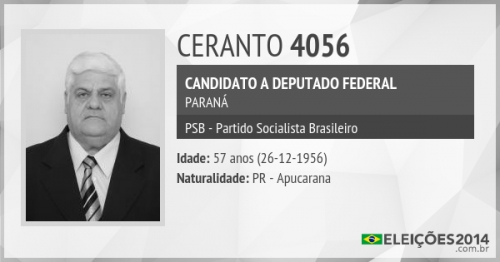 CERANTO 4056
CANDIDATO A DEPUTADO FEDERAL
PARANÁ
PSB - Partido Socialista Brasileiro
Idade: 57 anos (26-12-1956)
Naturalidade: PR - Apucarana
ELEIÇÕES2014
.com.br